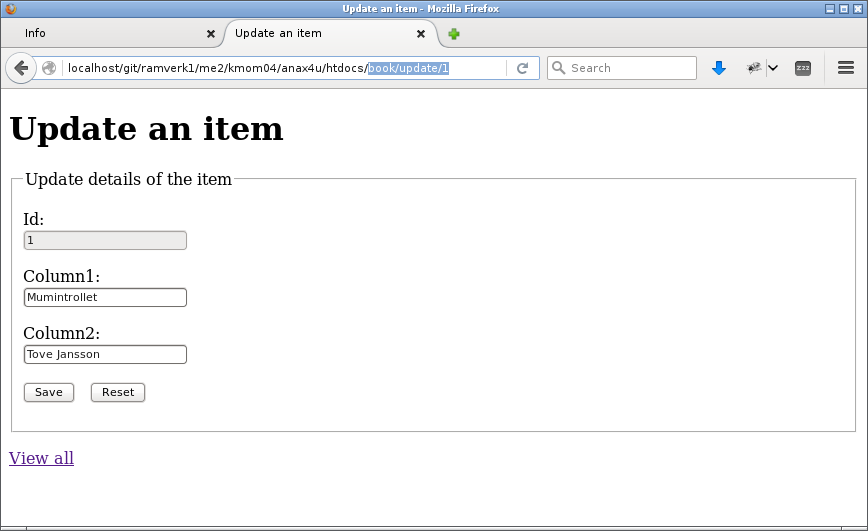 Update an item - Mozilla Firefox
Info
Update an item
localhost/git/ramverk1/me2/kmom04/anax4u/htdocs/book/update/1
Search
zzz
Update an item
Update details of the item
Id:
1
Column1:
Mumintrollet
Column2:
Tove Jansson
Save Reset
View all